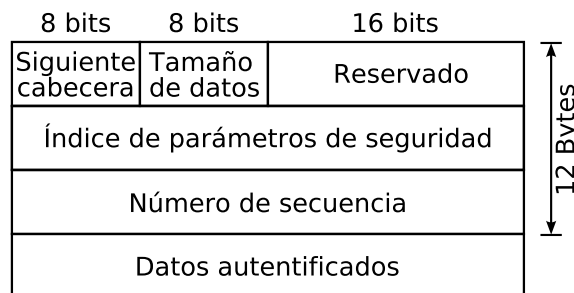 8 bits 8 bits 16 bits
Siguiente Tamaño Reservado
cabecera de datos
Índice de parámetros de seguridad
Número de secuencia
12 Bytes
Datos autentificados